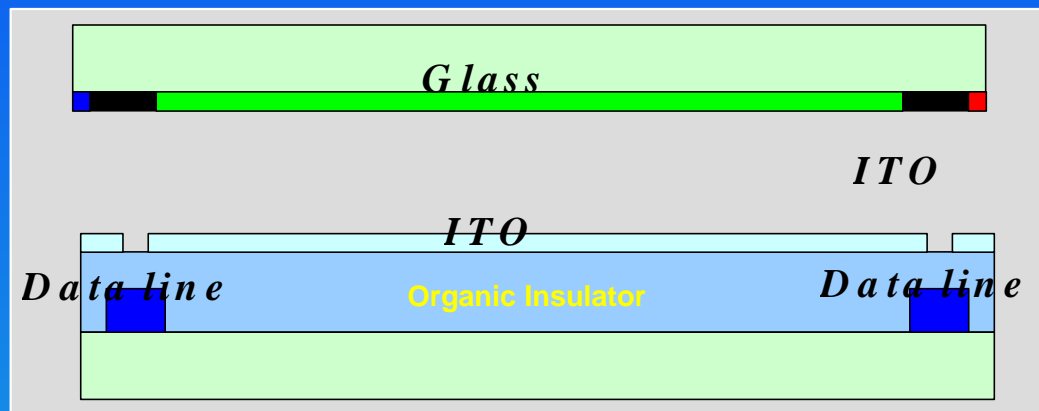 Glass
ITO
ITO
Data line
Organic Insulator
Data line